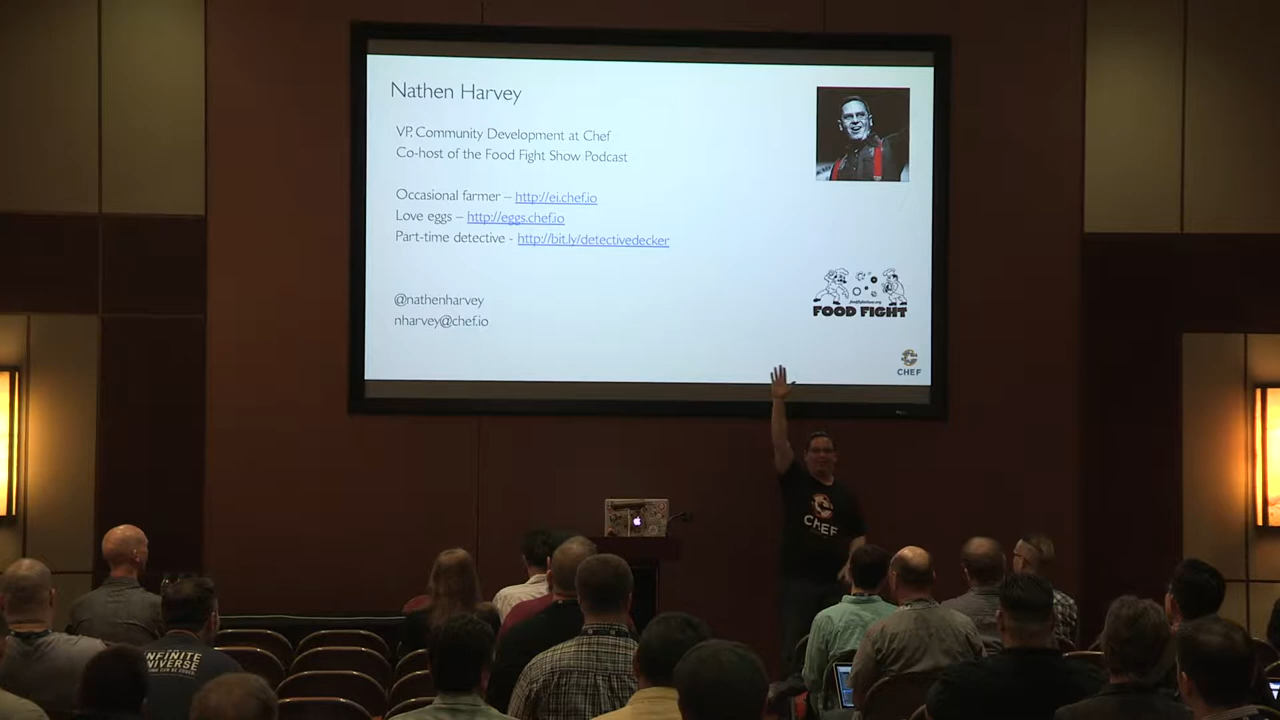 Nathen Harvey
VP, Community Development at Chef
Co-host of the Food Fight Show Podcast
Occasional farmer – http://ei.chef.io
Love eggs – http://eggs.chef.io
Part-time detective - http://bit.ly/detectivedecker
@nathenharvey
nharvey@chef.io
FOOD FIGHT
CHEF
CHEF
INFINITE
UNIVERSE